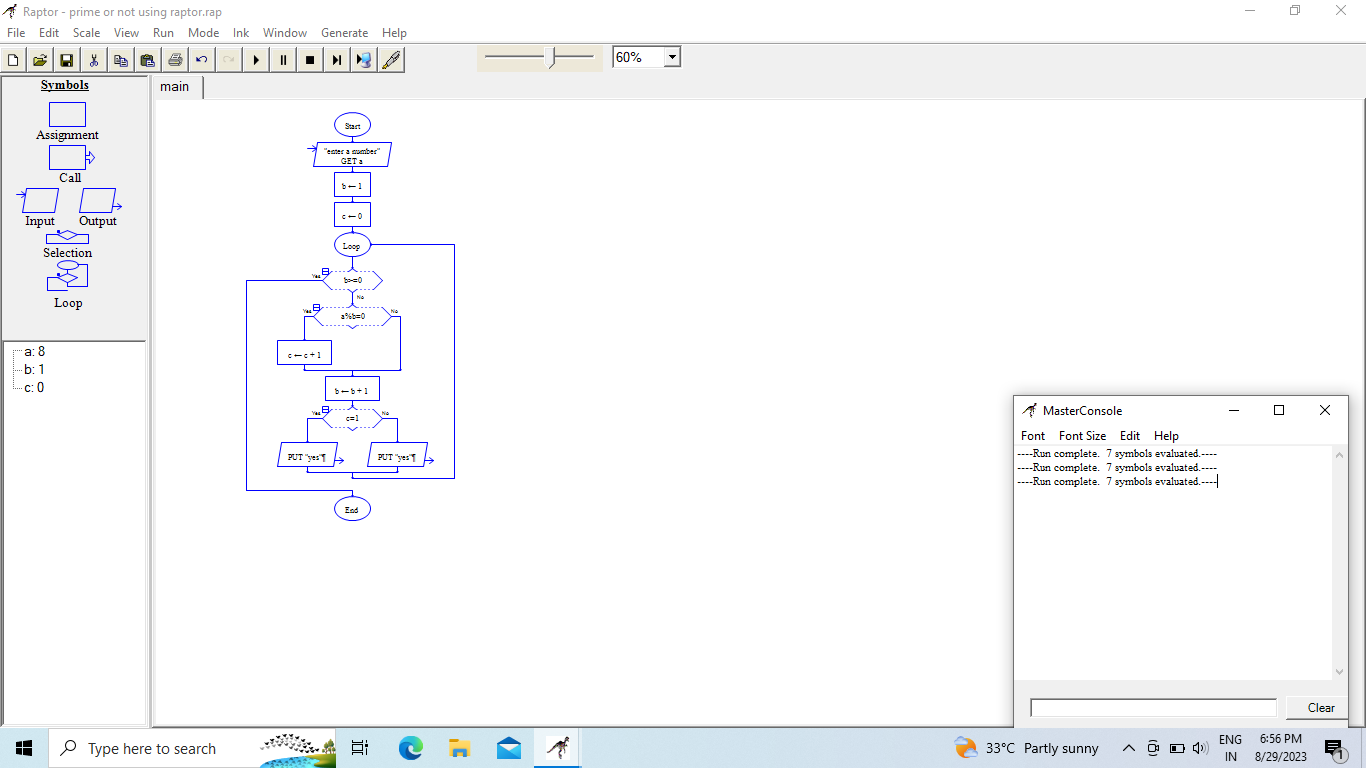 Raptor - prime or not using raptor.rap
File Edit Scale View Run Mode Ink Window Generate Help
60%
Symbols
main
Assignment
Call
Input Output
Selection
Loop
a: 8
b: 1
c: 0
Start
"enter a number"
GET a
b ← 1
c ← 0
Loop
Yes
b>=0
No
Yes
a%b=0
No
c ← c + 1
b ← b + 1
Yes
c=1
No
PUT "yes"¶
PUT "yes"¶
End
MasterConsole
Font Font Size Edit Help
----Run complete. 7 symbols evaluated.----
----Run complete. 7 symbols evaluated.----
----Run complete. 7 symbols evaluated.----
Clear
Type here to search
33°C Partly sunny
ENG
IN
6:56 PM
8/29/2023
1